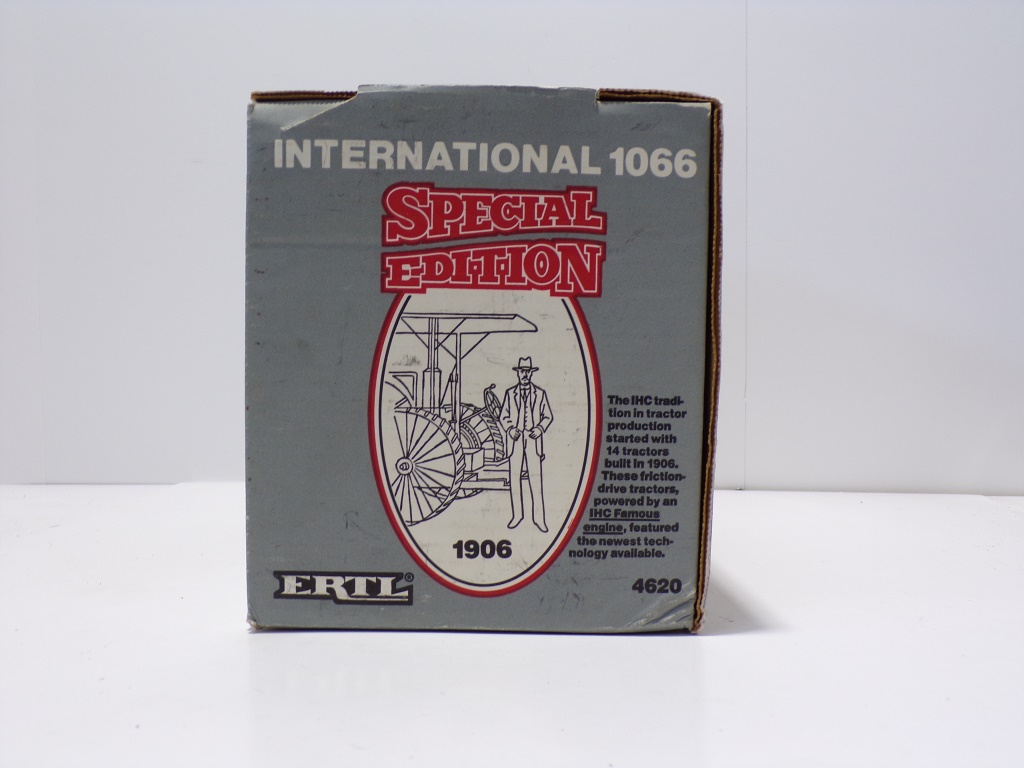 INTERNATIONAL 1066
SPECIAL
EDITION
The IHC tradi-
tion in tractor
production
started with
14 tractors
built in 1906.
These friction-
drive tractors,
powered by an
IHC Famous
engine, featured
the newest tech-
nology available.
1906
ERTL®
4620